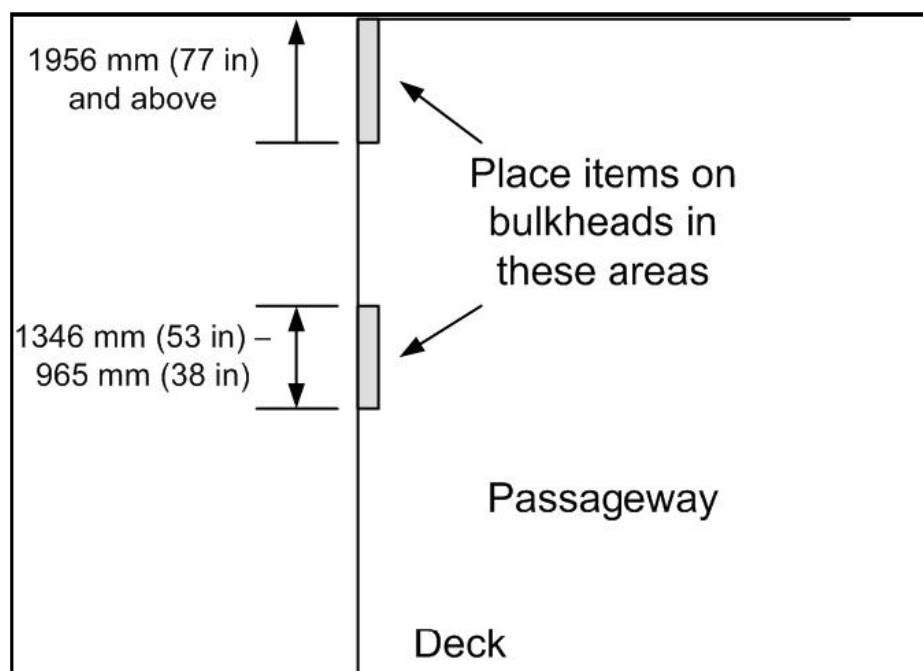 1956 mm (77 in)
and above
Place items on
bulkheads in
these areas
1346 mm (53 in) –
965 mm (38 in)
Passageway
Deck